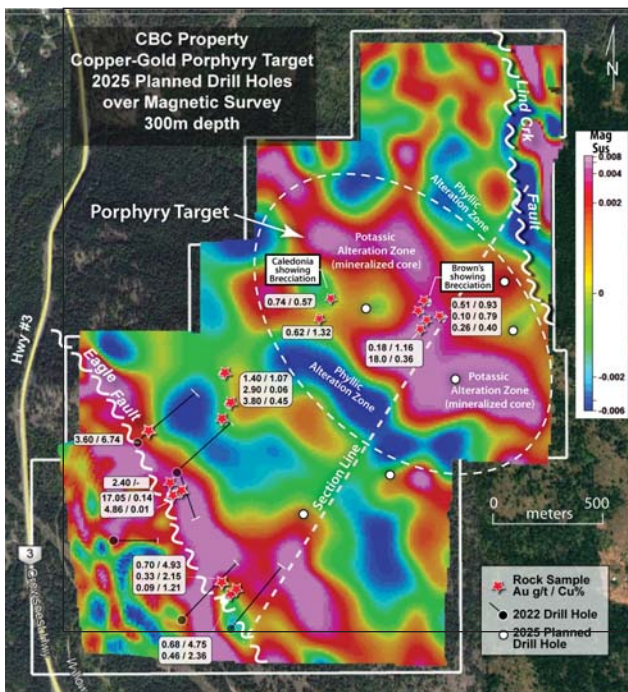 CBC Property
Copper-Gold Porphyry Target
2025 Planned Drill Holes
over Magnetic Survey
300m depth
N
Lind Crk
Fault
Mag
Sus
0.008
0.004
0.002
0
-0.002
-0.006
Phyllic
Alteration Zone
Porphyry Target
Potassic
Alteration Zone
(mineralized core)
Caledonia
showing
Brecciation
Brown's
showing
Brecciation
0.74 / 0.57
0.51 / 0.93
0.10 / 0.79
0.26 / 0.40
0.62 / 1.32
0.18 / 1.16
18.0 / 0.36
Hwy #3
Eagle
Fault
1.40 / 1.07
2.90 / 0.06
3.80 / 0.45
Phyllic
Alteration Zone
Potassic
Alteration Zone
(mineralized core)
3.60 / 6.74
2.40 / -
17.05 / 0.14
4.86 / 0.01
Section Line
0
500
meters
3
0.70 / 4.93
0.33 / 2.15
0.09 / 1.21
0.68 / 4.75
0.46 / 2.36
Rock Sample
Au g/t / Cu%
2022 Drill Hole
2025 Planned
Drill Hole